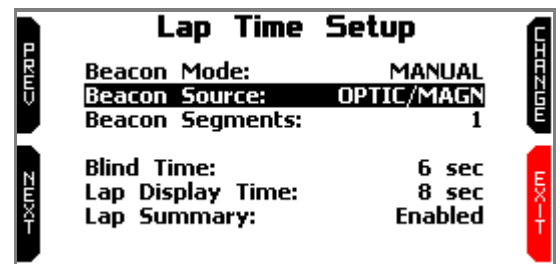 Lap Time Setup
PREV
CHANGE
Beacon Mode: MANUAL
Beacon Source: OPTIC/MAGN
Beacon Segments: 1
Blind Time: 6 sec
Lap Display Time: 8 sec
Lap Summary: Enabled
NEXT
EXIT